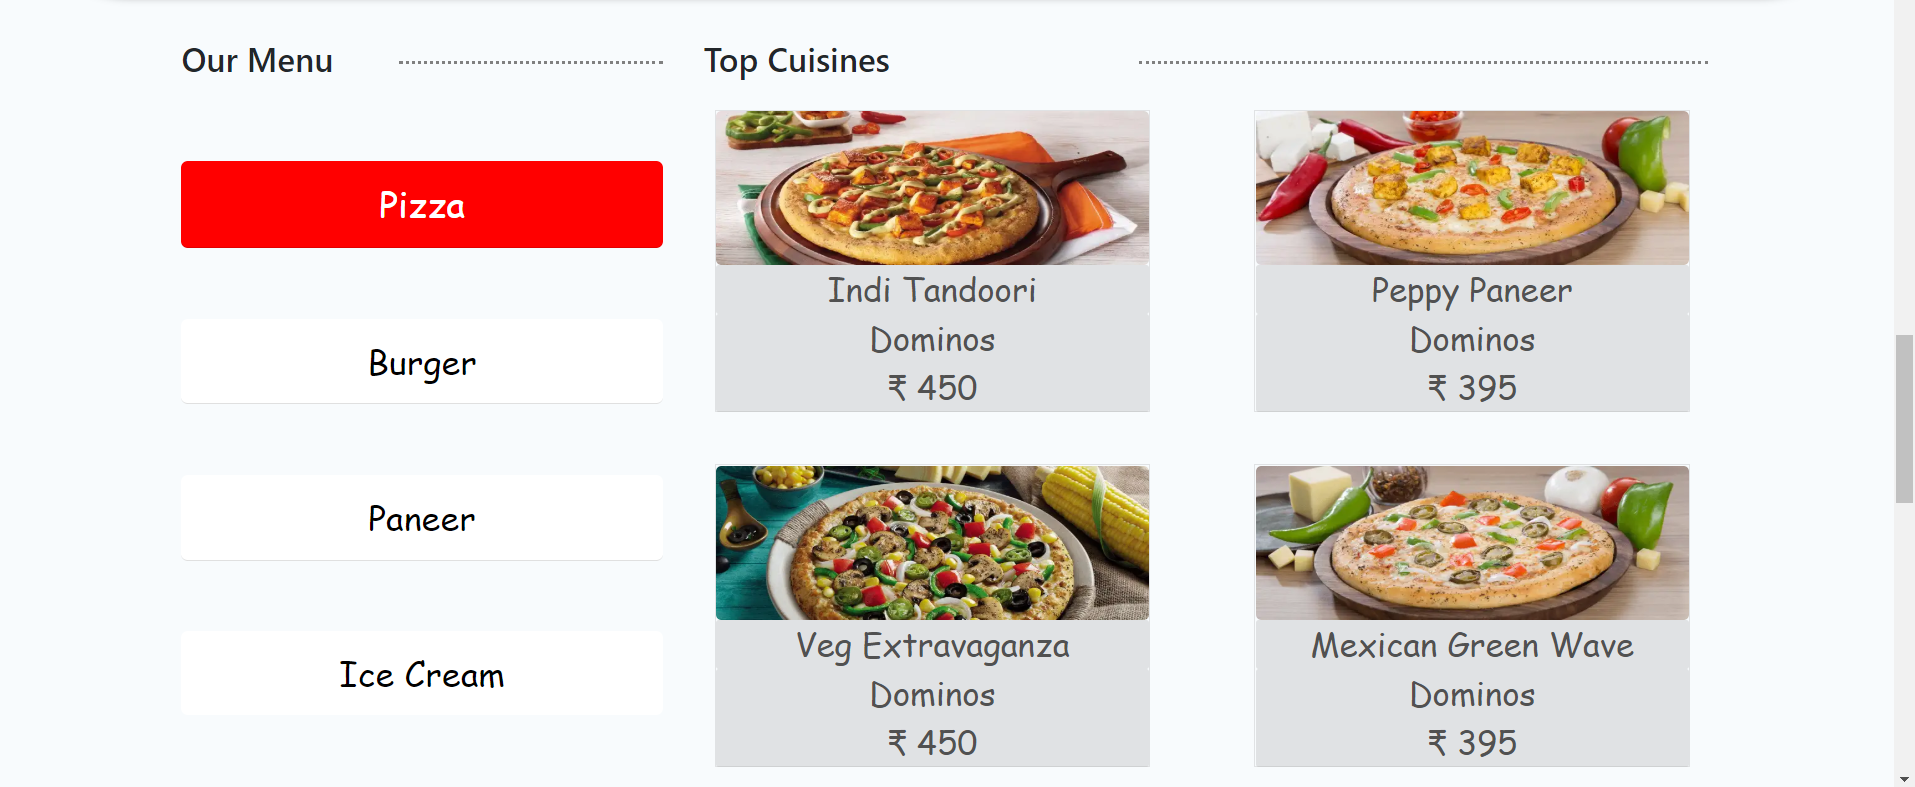 Our Menu
Pizza
Burger
Paneer
Ice Cream
Top Cuisines
Indi Tandoori
Dominos
₹ 450
Peppy Paneer
Dominos
₹ 395
Veg Extravaganza
Dominos
₹ 450
Mexican Green Wave
Dominos
₹ 395